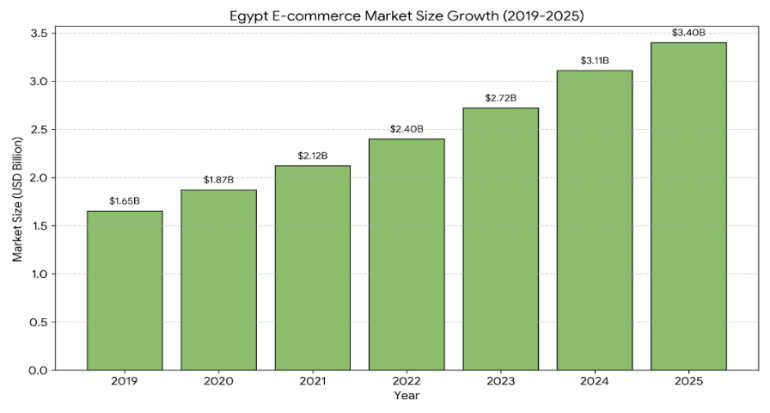 Egypt E-commerce Market Size Growth (2019-2025)
3.5
3.0
2.5
2.0
1.5
1.0
0.5
0.0
Market Size (USD Billion)
$1.65B
$1.87B
$2.12B
$2.40B
$2.72B
$3.11B
$3.40B
2019
2020
2021
2022
2023
2024
2025
Year